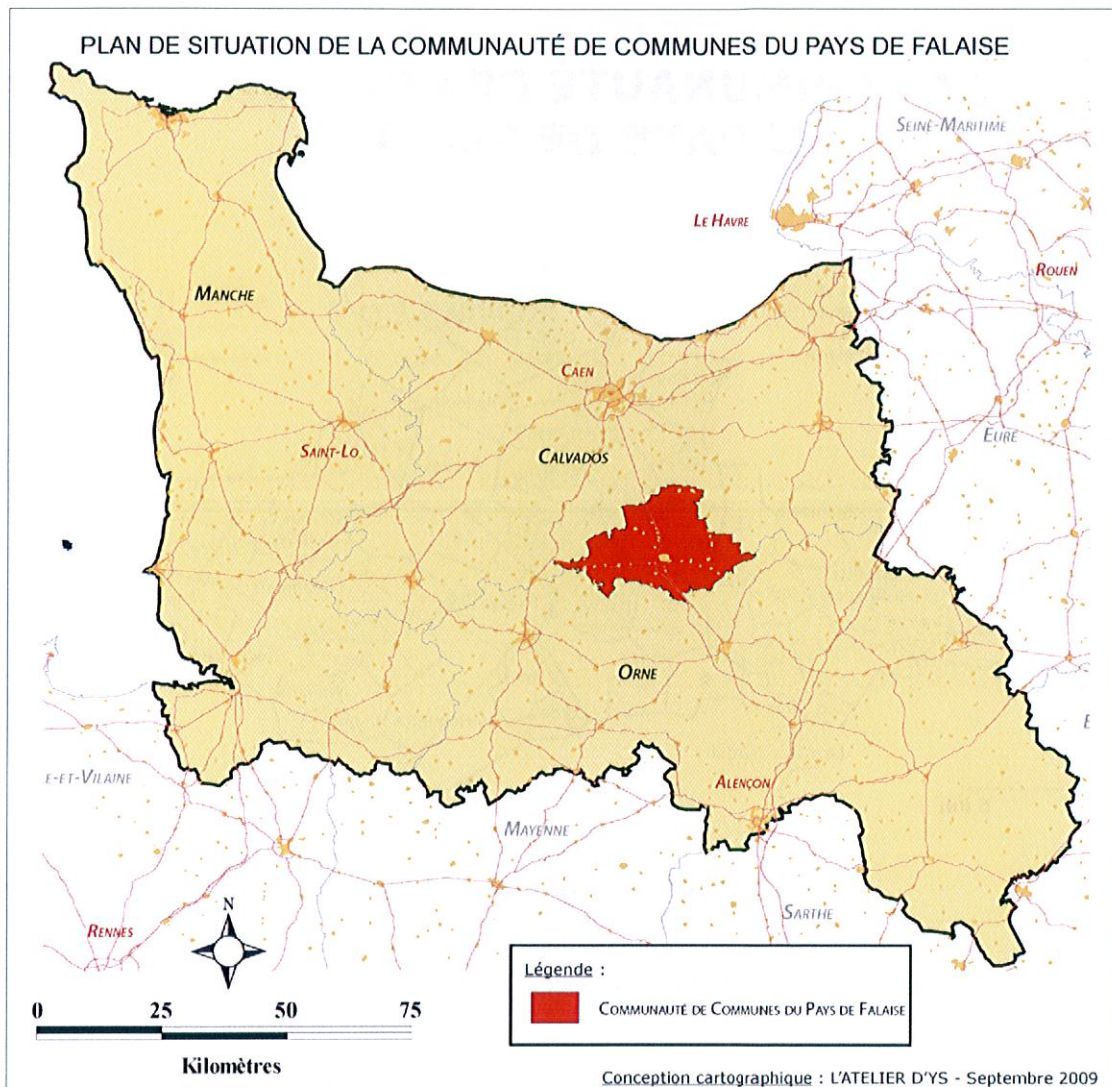 PLAN DE SITUATION DE LA COMMUNAUTÉ DE COMMUNES DU PAYS DE FALAISE
SEINE-MARITIME
LE HAVRE
ROUEN
MANCHE
CAEN
EURE
SAINT-LO
CALVADOS
ORNE
E-ET-VILAINE
ALENÇON
MAYENNE
SARTHE
RENNES
N
Légende :
COMMUNAUTÉ DE COMMUNES DU PAYS DE FALAISE
0 25 50 75
Kilomètres
Conception cartographique : L'ATELIER D'YS - Septembre 2009